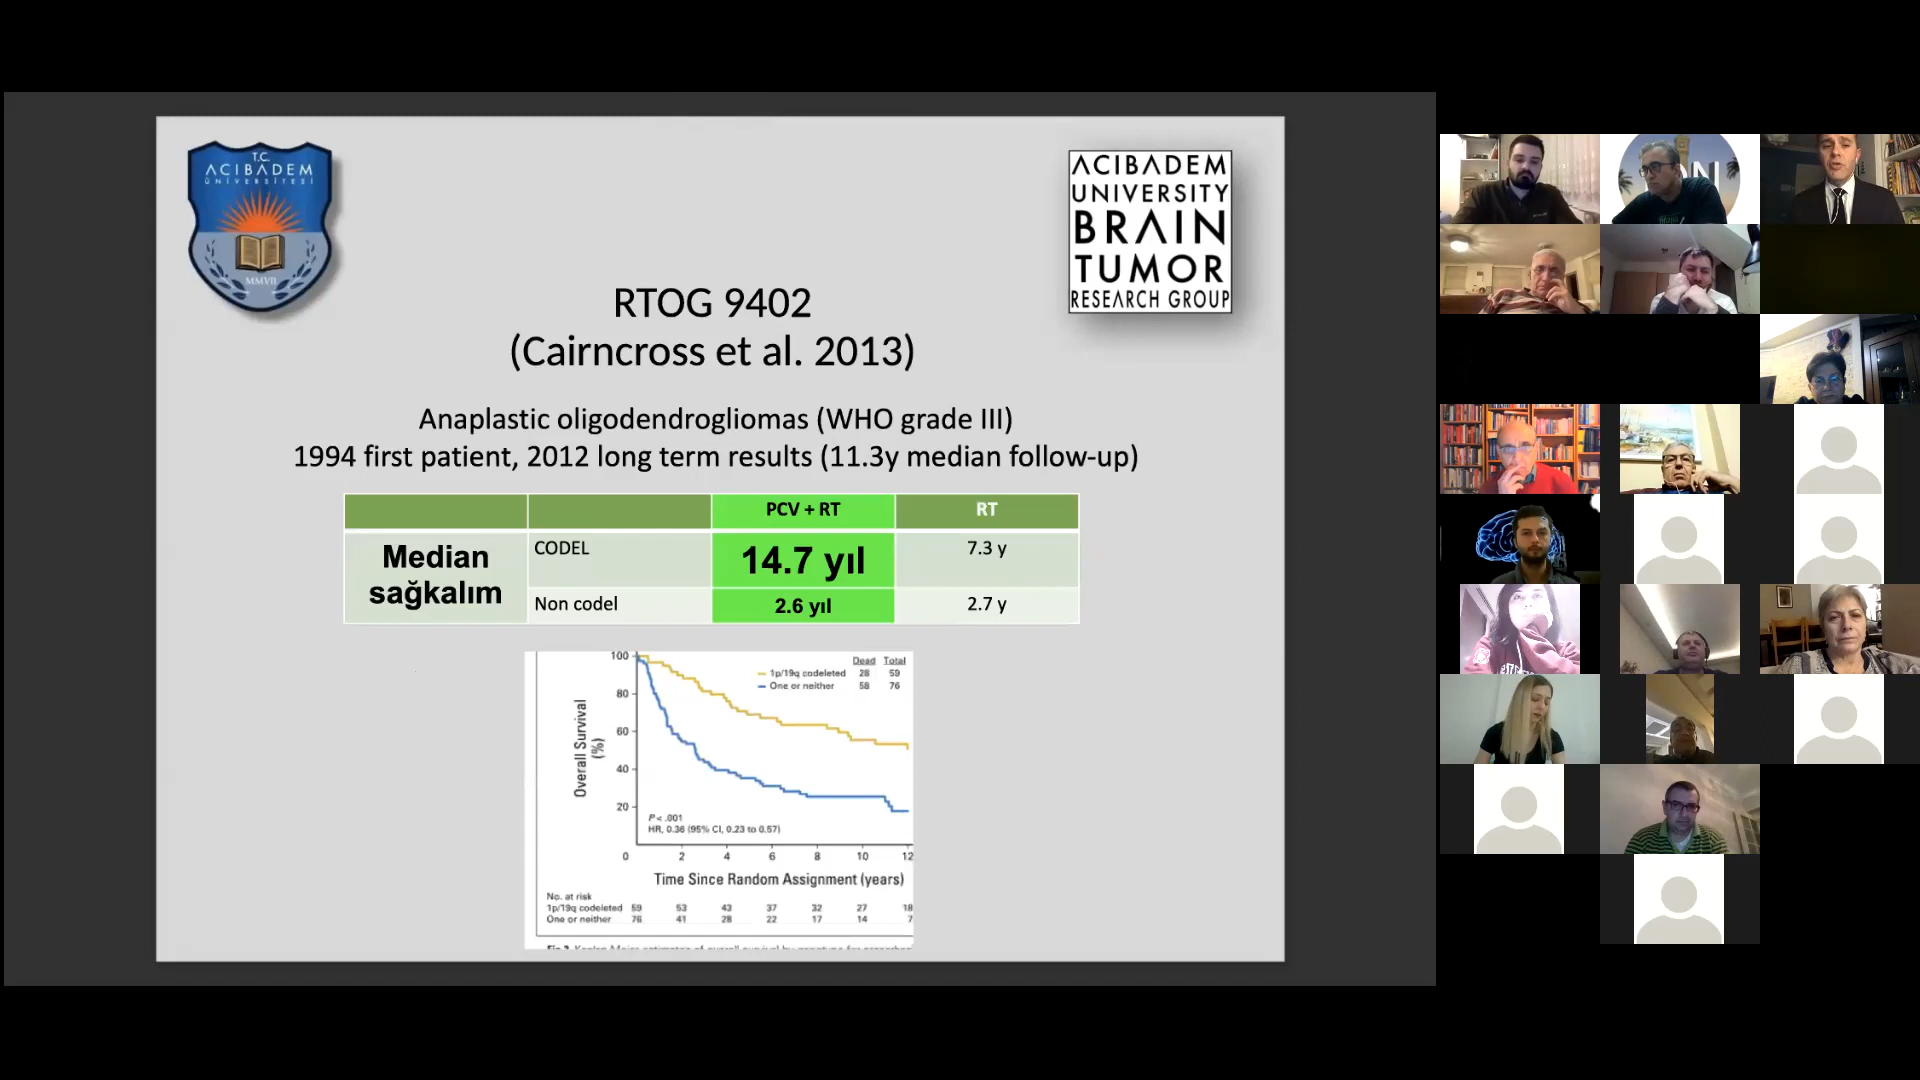 T.C.
ACIBADEM
ÜNİVERSİTESİ
MMVII
ACIBADEM
UNIVERSITY
BRAIN
TUMOR
RESEARCH GROUP
RTOG 9402
(Cairncross et al. 2013)
Anaplastic oligodendrogliomas (WHO grade III)
1994 first patient, 2012 long term results (11.3y median follow-up)
PCV + RT RT
Median sağkalım
CODEL 14.7 yıl 7.3 y
Non codel 2.6 yıl 2.7 y
Dead Total
1p/19q codeleted 28 59
One or neither 58 76
100
80
60
40
20
Overall Survival
(%)
P < .001
HR, 0.36 (95% CI, 0.23 to 0.57)
0 2 4 6 8 10 12
Time Since Random Assignment (years)
No. at risk
1p/19q codeleted 59 53 43 37 32 27 18
One or neither 76 41 28 22 17 14 7